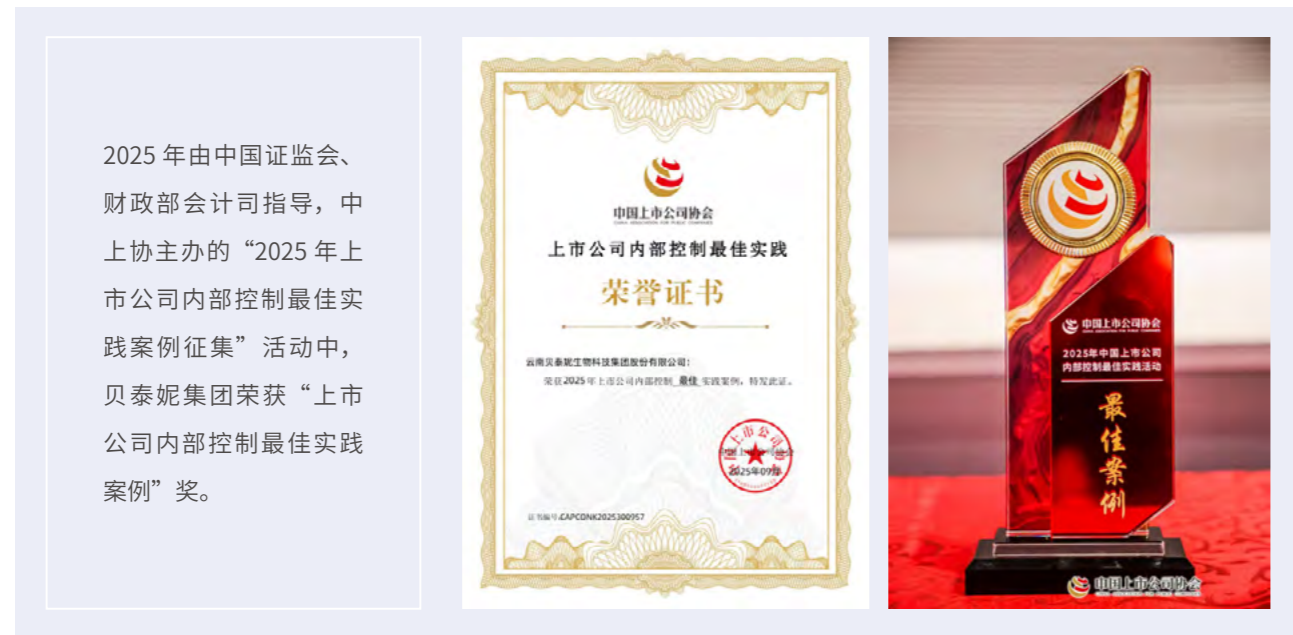 2025 年由中国证监会、
财政部会计司指导，中
上协主办的“2025 年上
市公司内部控制最佳实
践案例征集”活动中，
贝泰妮集团荣获“上市
公司内部控制最佳实践
案例”奖。
中国上市公司协会
上市公司内部控制最佳实践
荣誉证书
云南贝泰妮生物科技集团股份有限公司：
荣获2025年上市公司内部控制 最佳 实践案例，特发此证。
2025年09月
证书编号:CAPCONK2025300957
中国上市公司协会
2025年中国上市公司
内部控制最佳实践活动
最佳案例
中国上市公司协会